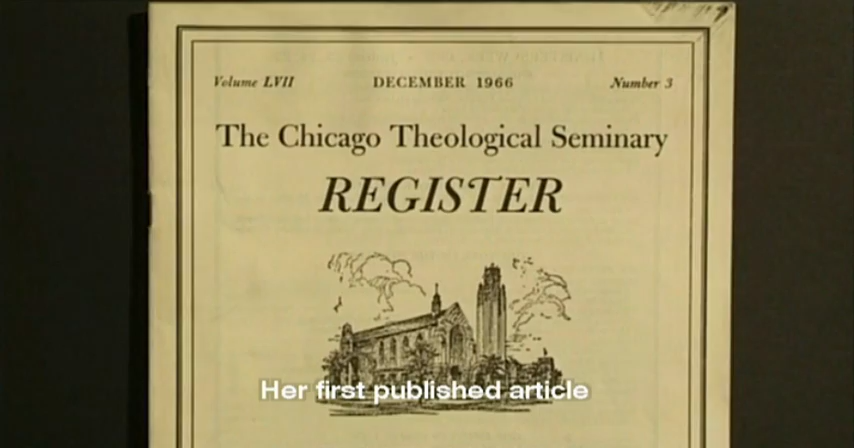 Volume LVII DECEMBER 1966 Number 3
The Chicago Theological Seminary
REGISTER
Her first published article